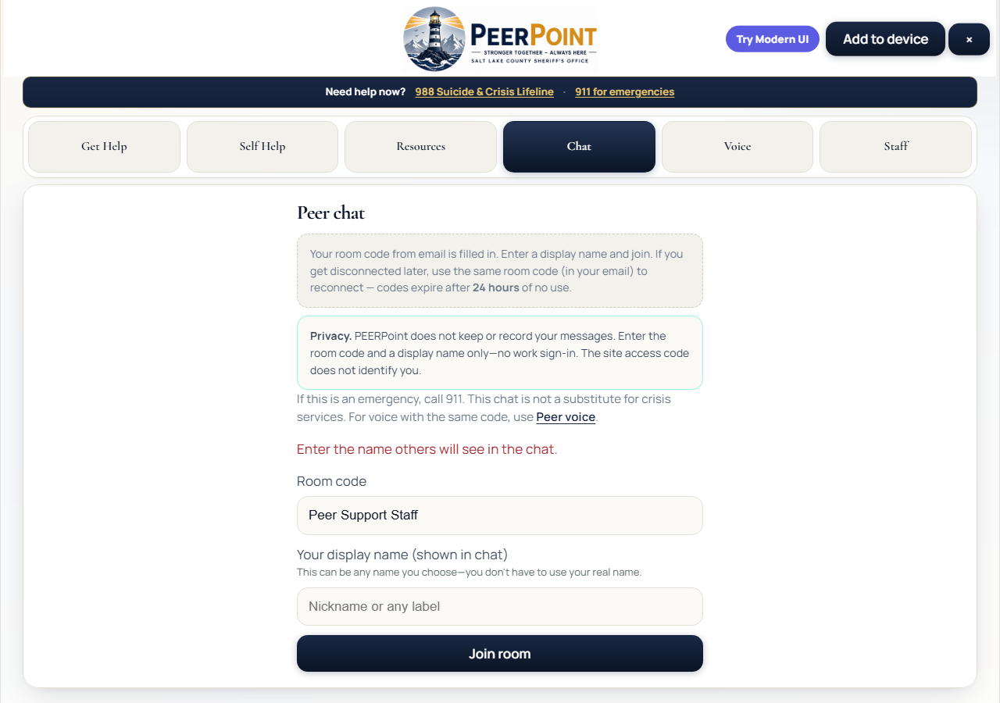 PEERPOINT
STRONGER TOGETHER – ALWAYS HERE
SALT LAKE COUNTY SHERIFF'S OFFICE
Try Modern UI
Add to device
×
Need help now? 988 Suicide & Crisis Lifeline · 911 for emergencies
Get Help
Self Help
Resources
Chat
Voice
Staff
Peer chat
Your room code from email is filled in. Enter a display name and join. If you
get disconnected later, use the same room code (in your email) to
reconnect — codes expire after 24 hours of no use.
Privacy. PEERPoint does not keep or record your messages. Enter the
room code and a display name only—no work sign-in. The site access code
does not identify you.
If this is an emergency, call 911. This chat is not a substitute for crisis
services. For voice with the same code, use Peer voice.
Enter the name others will see in the chat.
Room code
Peer Support Staff
Your display name (shown in chat)
This can be any name you choose—you don't have to use your real name.
Nickname or any label
Join room